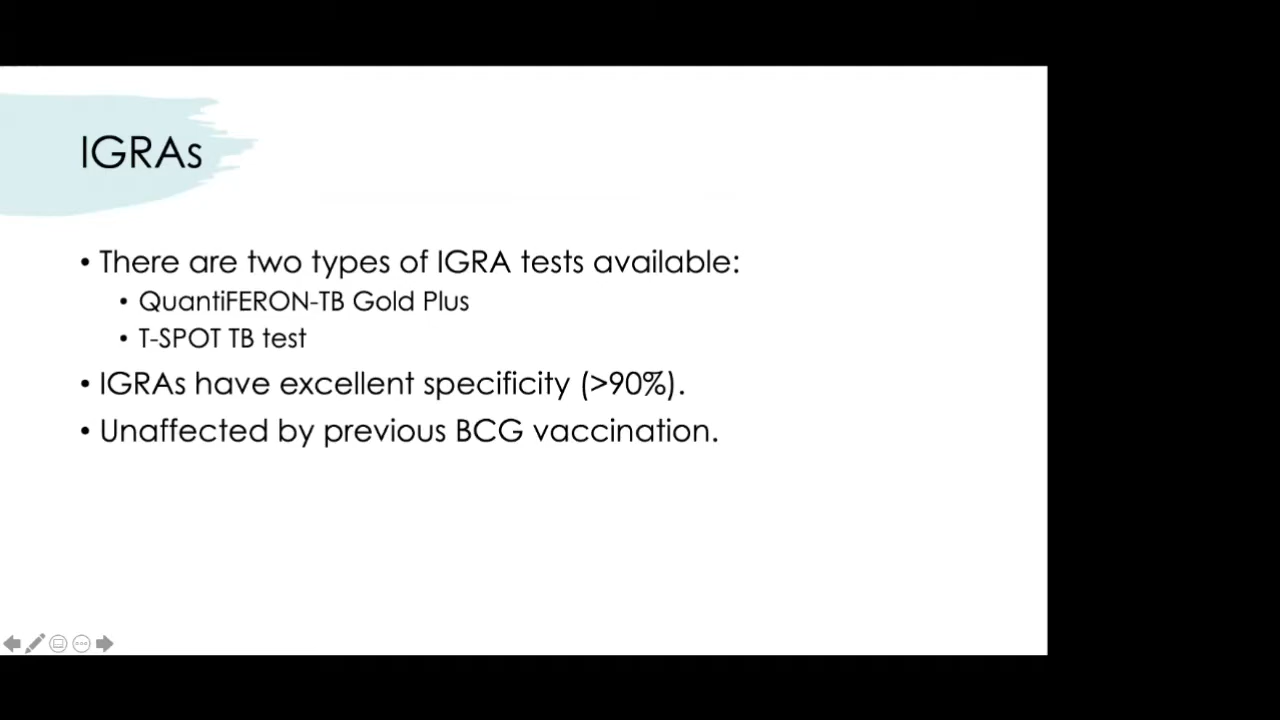 IGRAs
• There are two types of IGRA tests available:
• QuantiFERON-TB Gold Plus
• T-SPOT TB test
• IGRAs have excellent specificity (>90%).
• Unaffected by previous BCG vaccination.